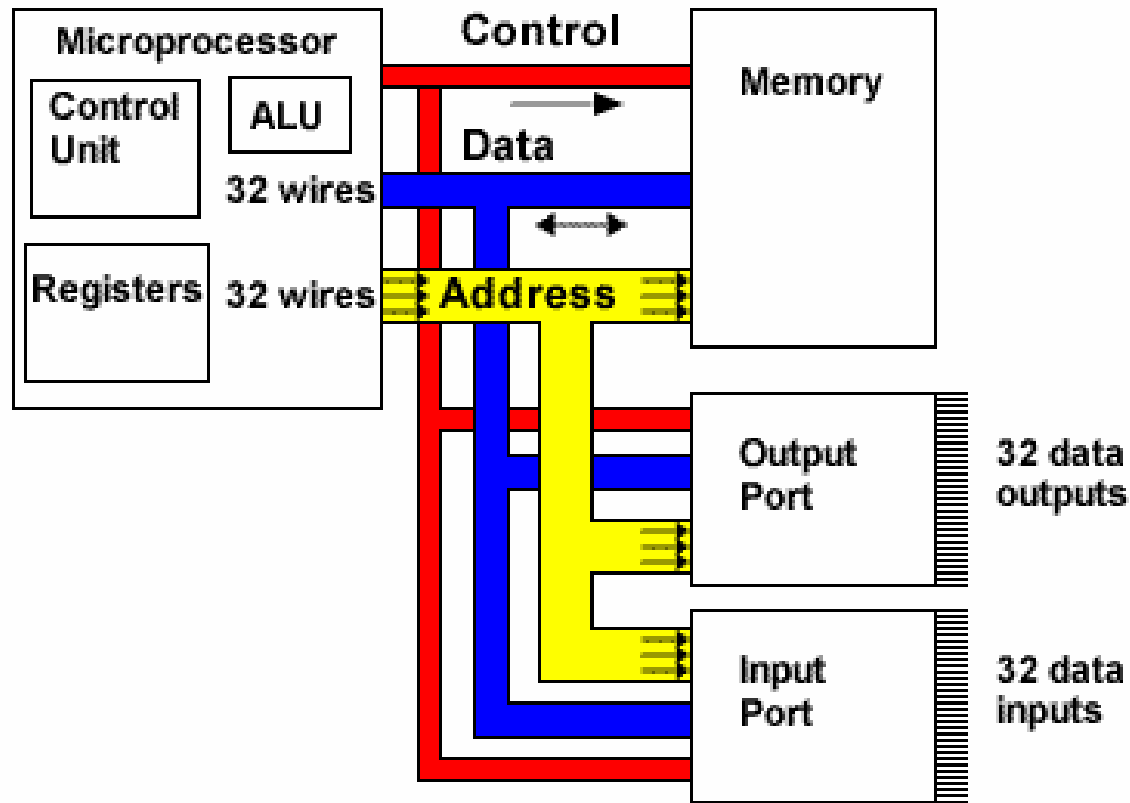 Microprocessor
Control
Unit
ALU
32 wires
Registers
32 wires
Control
Data
Address
Memory
Output
Port
32 data
outputs
Input
Port
32 data
inputs